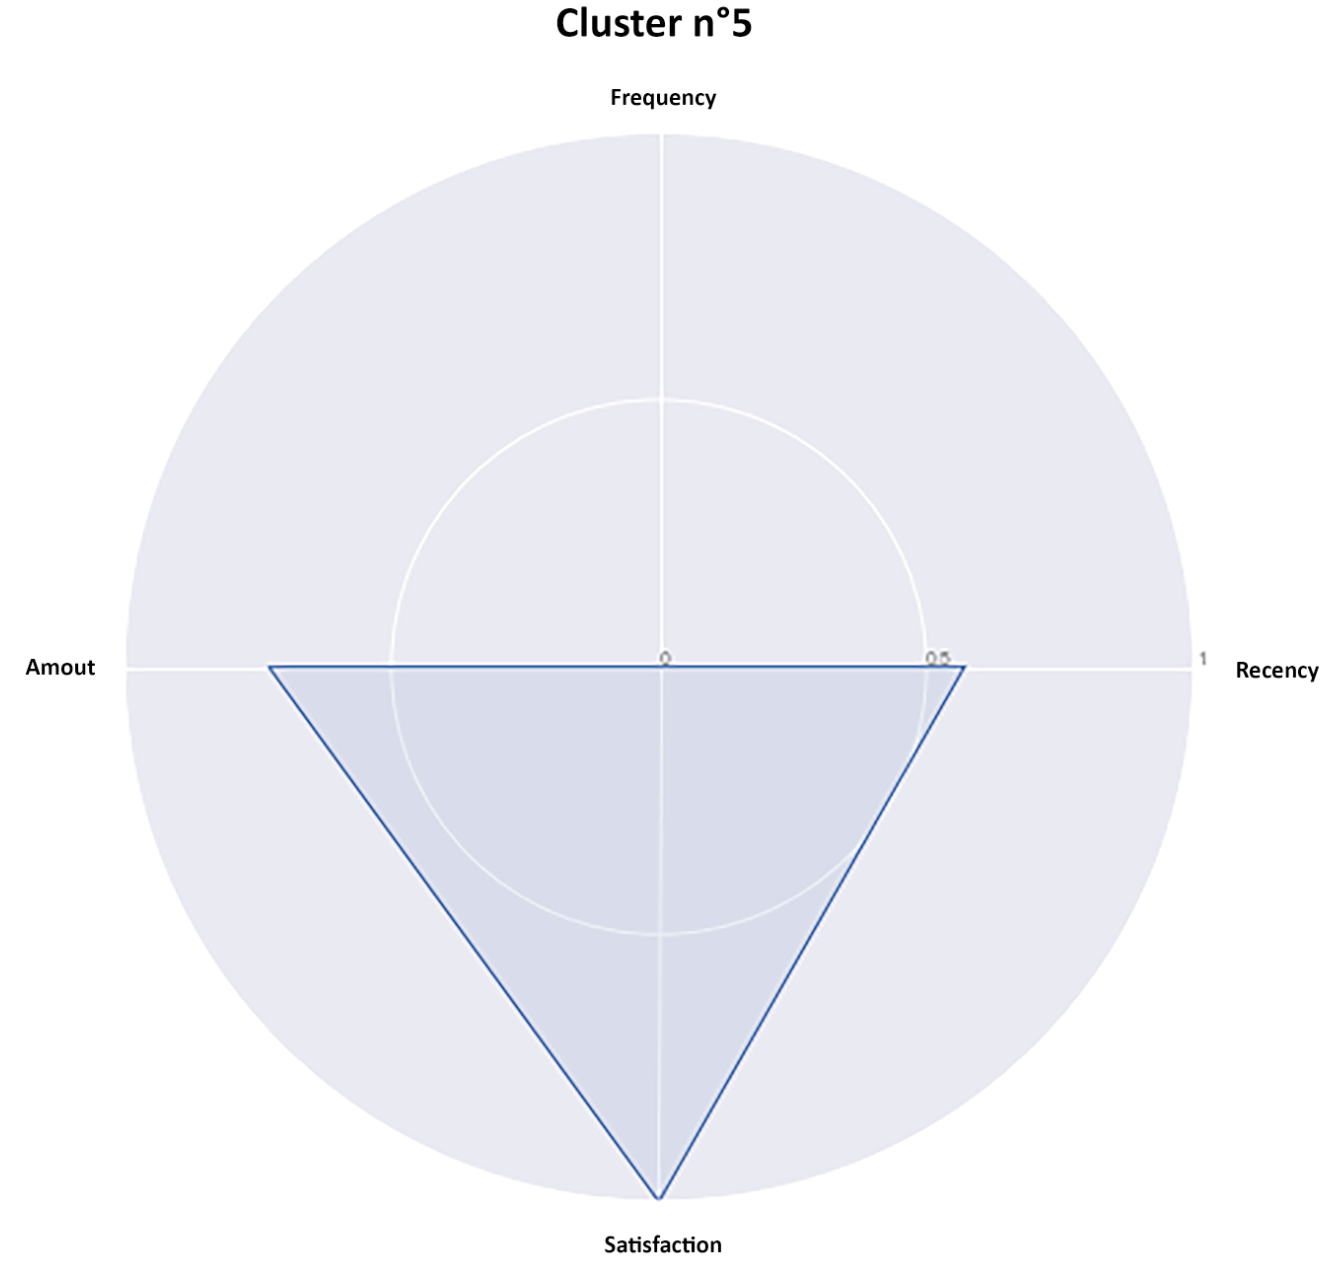 Cluster n°5
Frequency
0
0.5
1
Amout
Recency
Satisfaction